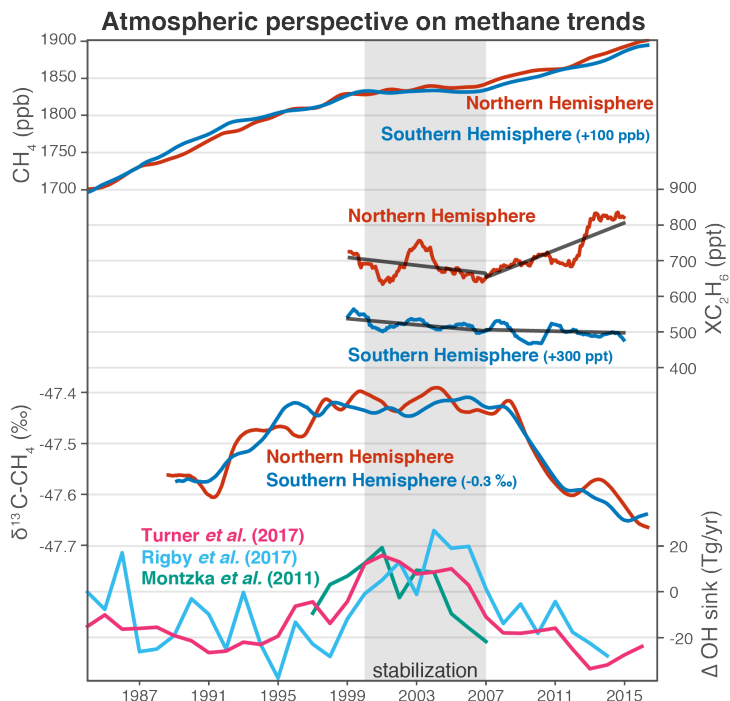 Atmospheric perspective on methane trends
1900
1850
1800
1750
1700
CH4 (ppb)
Northern Hemisphere
Southern Hemisphere (+100 ppb)
900
800
700
600
500
400
XC2H6 (ppt)
Northern Hemisphere
Southern Hemisphere (+300 ppt)
-47.4
-47.5
-47.6
-47.7
δ13C-CH4 (‰)
Northern Hemisphere
Southern Hemisphere (-0.3 ‰)
Turner et al. (2017)
Rigby et al. (2017)
Montzka et al. (2011)
20
0
-20
Δ OH sink (Tg/yr)
stabilization
1987 1991 1995 1999 2003 2007 2011 2015